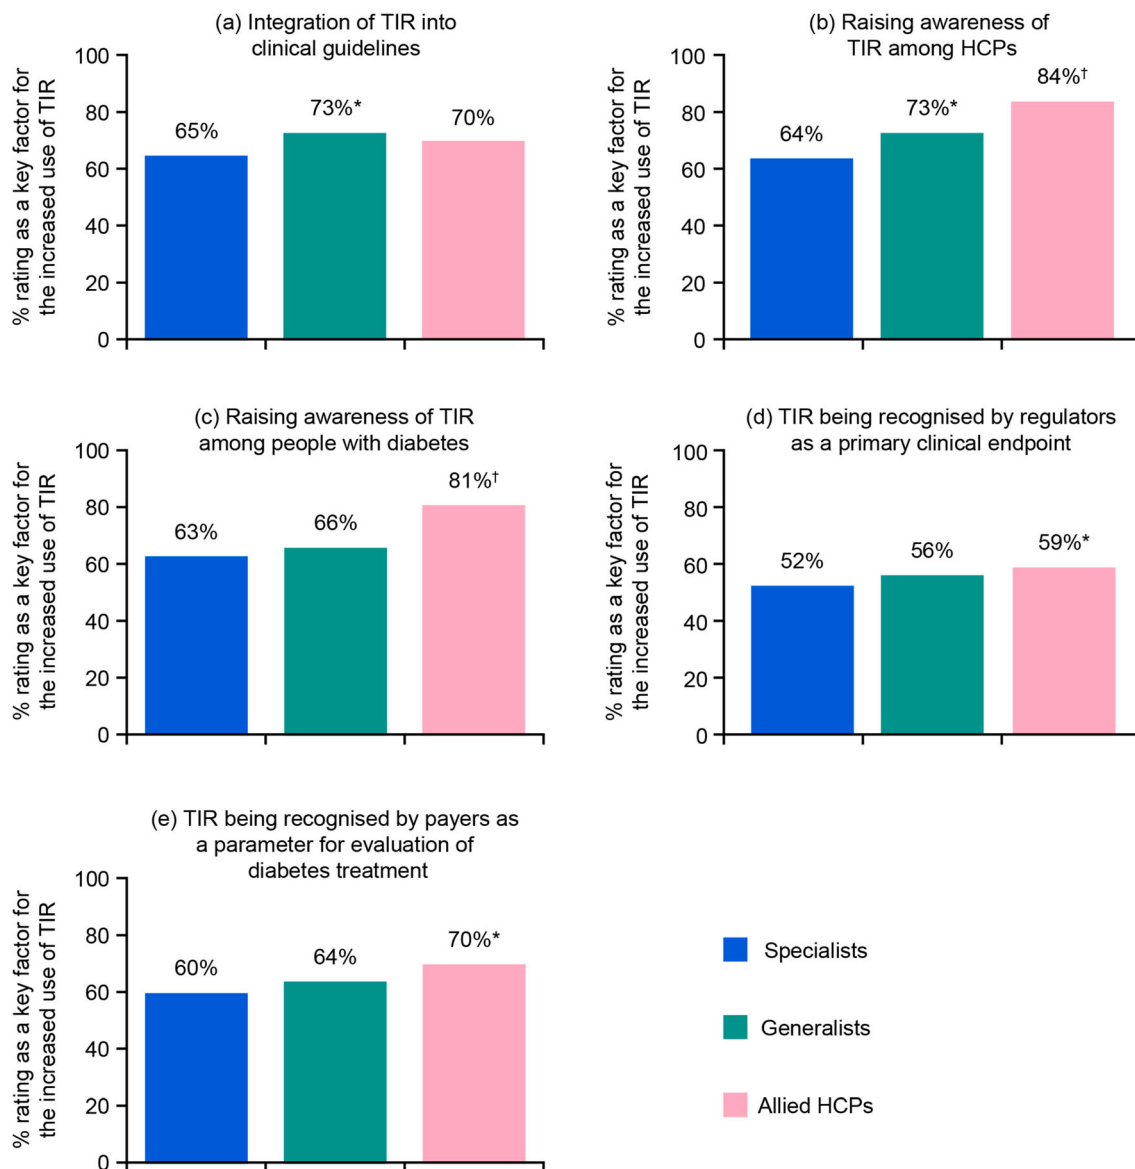 (a) Integration of TIR into
clinical guidelines
% rating as a key factor for
the increased use of TIR
100
80
60
40
20
0
65%
73%*
70%
(b) Raising awareness of
TIR among HCPs
% rating as a key factor for
the increased use of TIR
100
80
60
40
20
0
64%
73%*
84%†
(c) Raising awareness of TIR
among people with diabetes
% rating as a key factor for
the increased use of TIR
100
80
60
40
20
0
63%
66%
81%†
(d) TIR being recognised by regulators
as a primary clinical endpoint
% rating as a key factor for
the increased use of TIR
100
80
60
40
20
0
52%
56%
59%*
(e) TIR being recognised by payers as
a parameter for evaluation of
diabetes treatment
% rating as a key factor for
the increased use of TIR
100
80
60
40
20
0
60%
64%
70%*
Specialists
Generalists
Allied HCPs